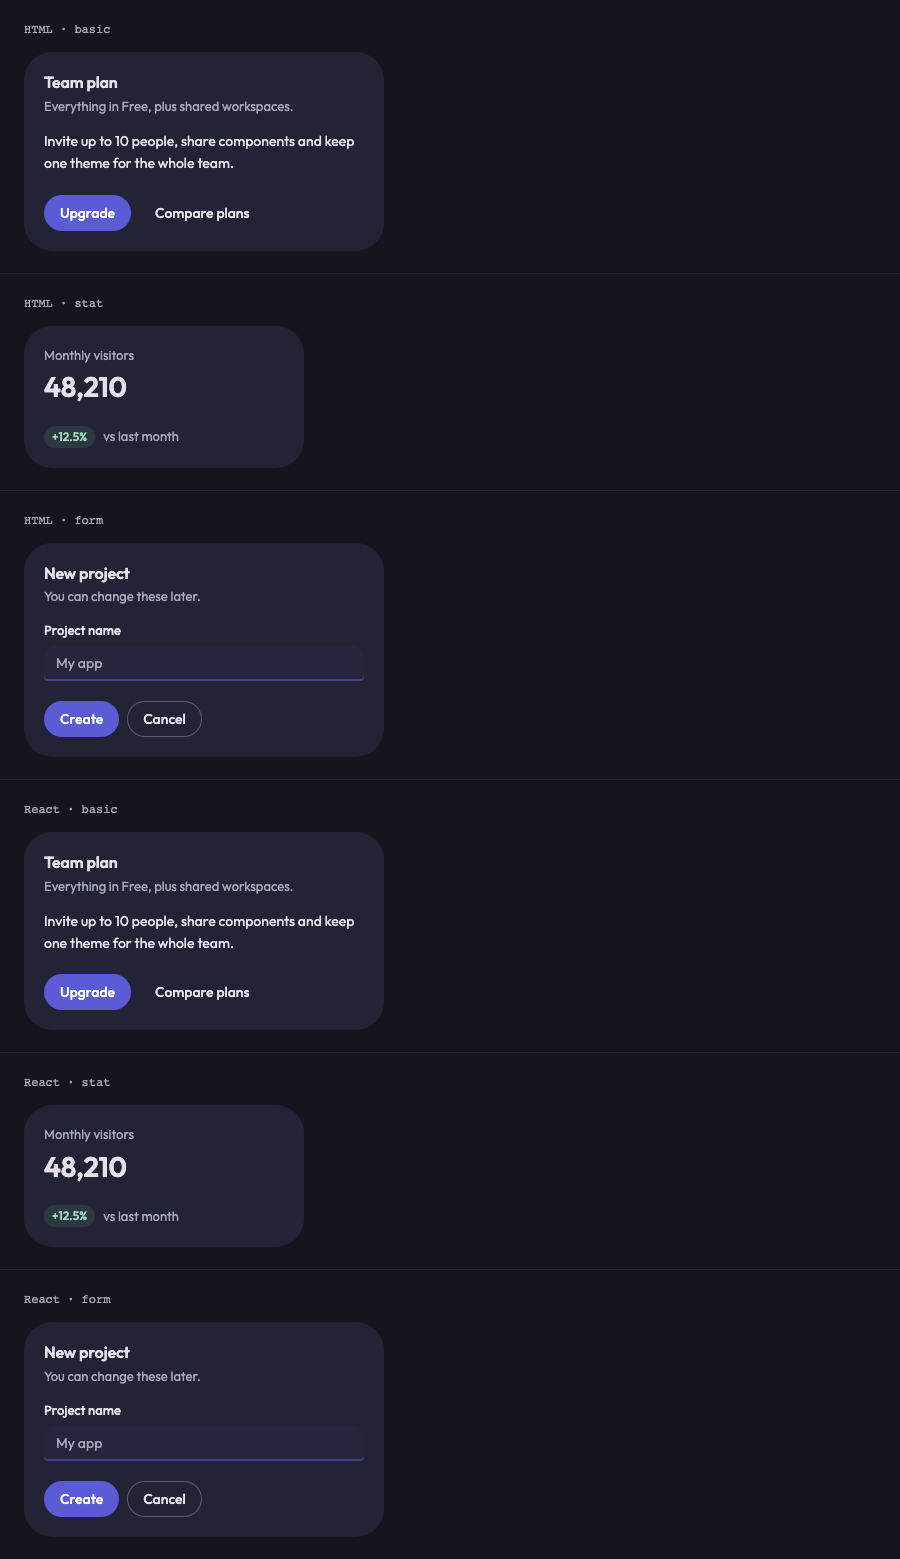 HTML · basic
Team plan
Everything in Free, plus shared workspaces.
Invite up to 10 people, share components and keep
one theme for the whole team.
Upgrade Compare plans
HTML · stat
Monthly visitors
48,210
+12.5% vs last month
HTML · form
New project
You can change these later.
Project name
My app
Create Cancel
React · basic
Team plan
Everything in Free, plus shared workspaces.
Invite up to 10 people, share components and keep
one theme for the whole team.
Upgrade Compare plans
React · stat
Monthly visitors
48,210
+12.5% vs last month
React · form
New project
You can change these later.
Project name
My app
Create Cancel